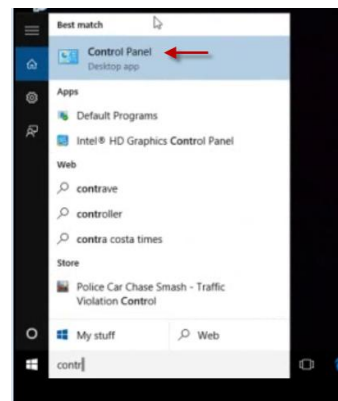 Best match
Control Panel
Desktop app
Apps
Default Programs
Intel® HD Graphics Control Panel
Web
contrave
controller
contra costa times
Store
Police Car Chase Smash - Traffic
Violation Control
My stuff
Web
contr